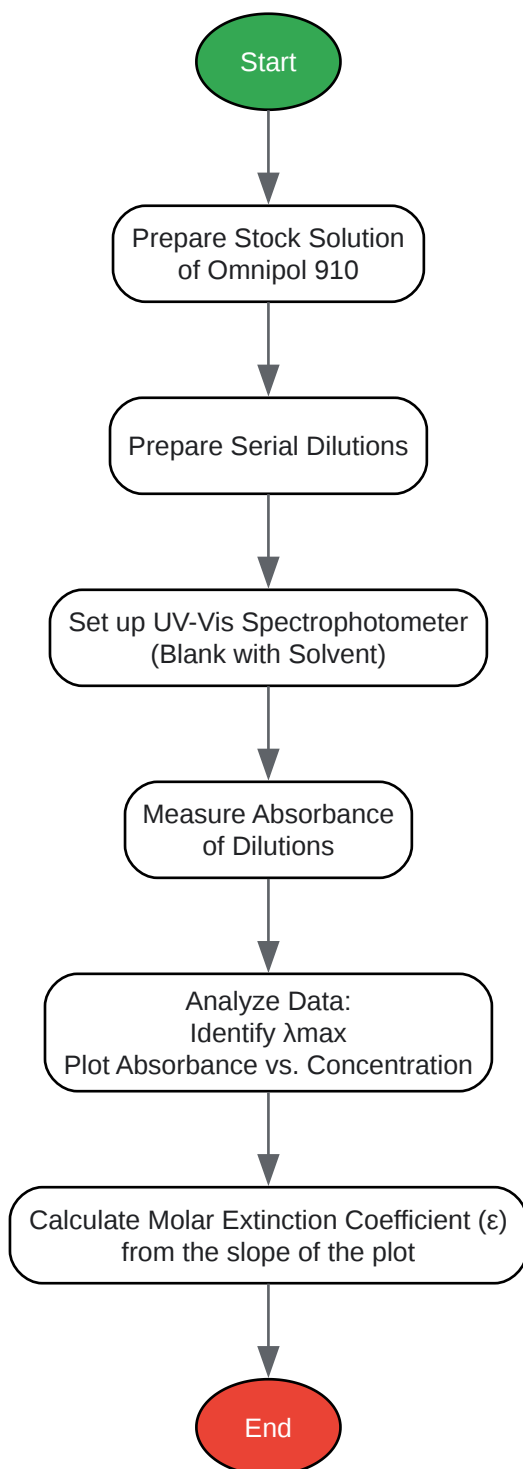 Start
Prepare Stock Solution
of Omnipol 910
Prepare Serial Dilutions
Set up UV-Vis Spectrophotometer
(Blank with Solvent)
Measure Absorbance
of Dilutions
Analyze Data:
Identify λmax
Plot Absorbance vs. Concentration
Calculate Molar Extinction Coefficient (ε)
from the slope of the plot
End